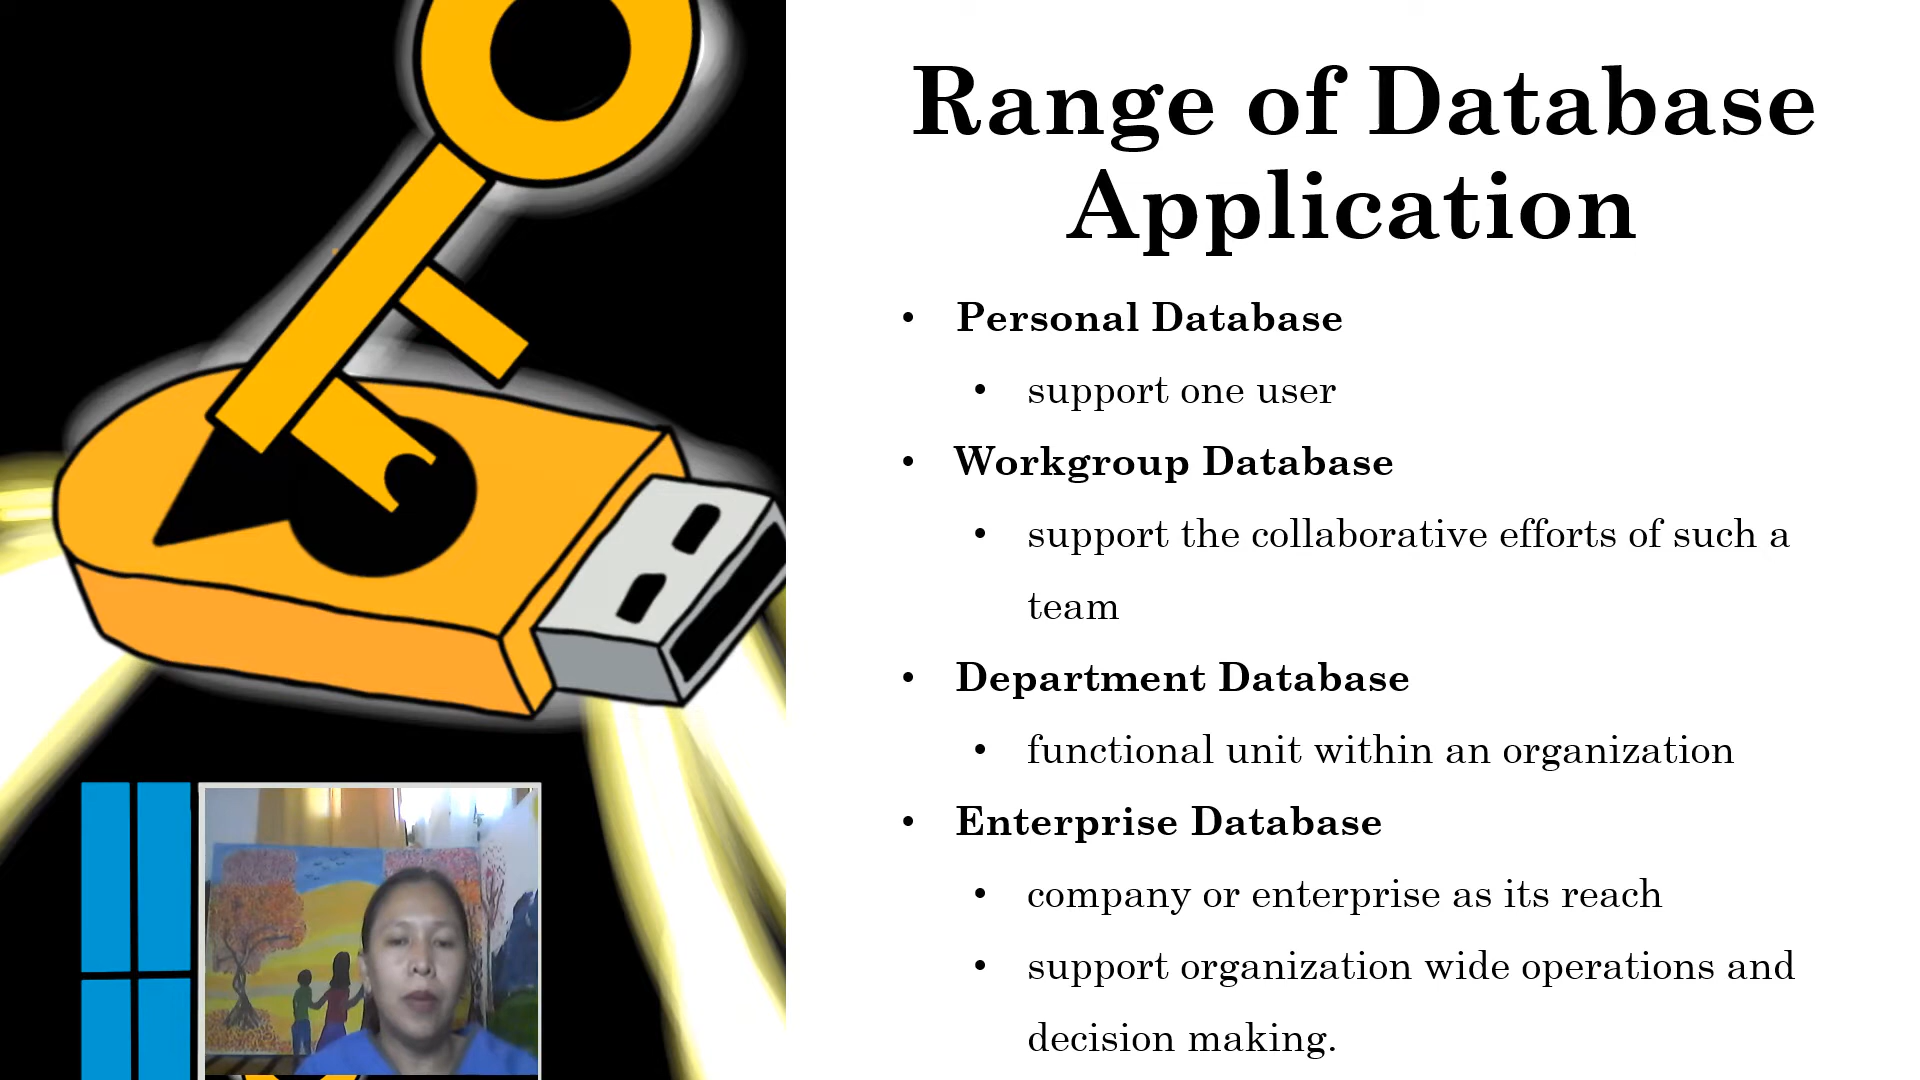 Range of Database
Application
• Personal Database
• support one user
• Workgroup Database
• support the collaborative efforts of such a
team
• Department Database
• functional unit within an organization
• Enterprise Database
• company or enterprise as its reach
• support organization wide operations and
decision making.